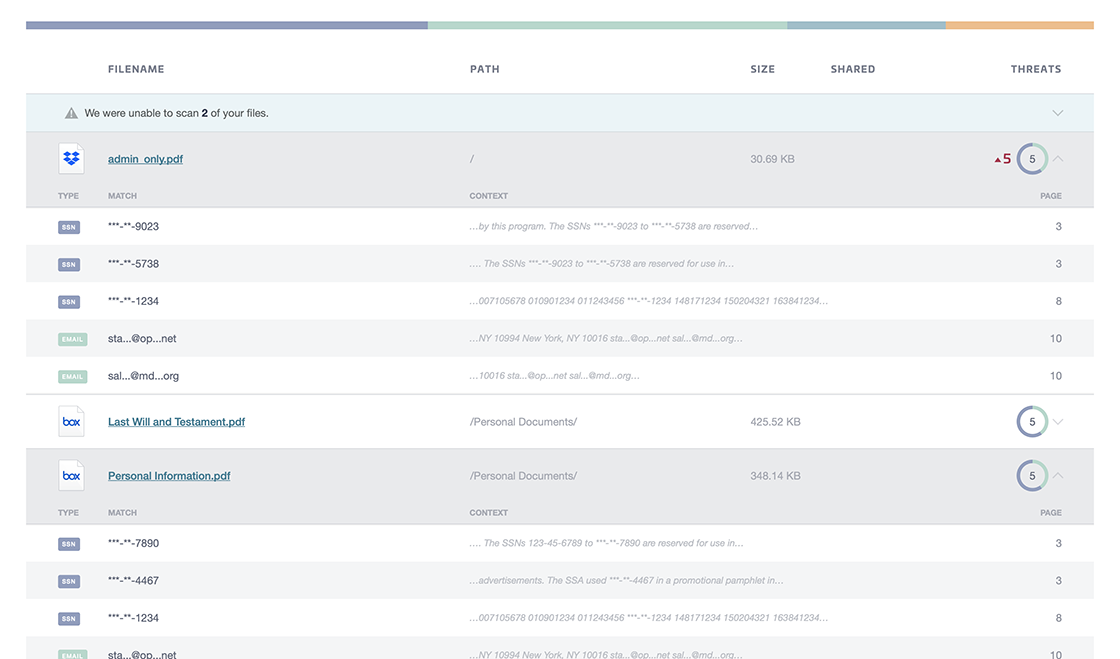 FILENAME PATH SIZE SHARED THREATS
We were unable to scan 2 of your files.
admin_only.pdf / 30.69 KB 5 5
TYPE MATCH CONTEXT PAGE
SSN ***-**-9023 ...by this program. The SSNs ***-**-9023 to ***-**-5738 are reserved... 3
SSN ***-**-5738 .... The SSNs ***-**-9023 to ***-**-5738 are reserved for use in... 3
SSN ***-**-1234 ...007105678 010901234 011243456 ***-**-1234 148171234 150204321 163841234... 8
EMAIL sta...@op...net ...NY 10994 New York, NY 10016 sta...@op...net sal...@md...org... 10
EMAIL sal...@md...org ...10016 sta...@op...net sal...@md...org... 10
box Last Will and Testament.pdf /Personal Documents/ 425.52 KB 5
box Personal Information.pdf /Personal Documents/ 348.14 KB 5
TYPE MATCH CONTEXT PAGE
SSN ***-**-7890 .... The SSNs 123-45-6789 to ***-**-7890 are reserved for use in... 3
SSN ***-**-4467 ...advertisements. The SSA used ***-**-4467 in a promotional pamphlet in... 3
SSN ***-**-1234 ...007105678 010901234 011243456 ***-**-1234 148171234 150204321 163841234... 8
EMAIL sta...@op...net ...NY 10994 New York, NY 10016 sta...@op...net sal...@md...org... 10